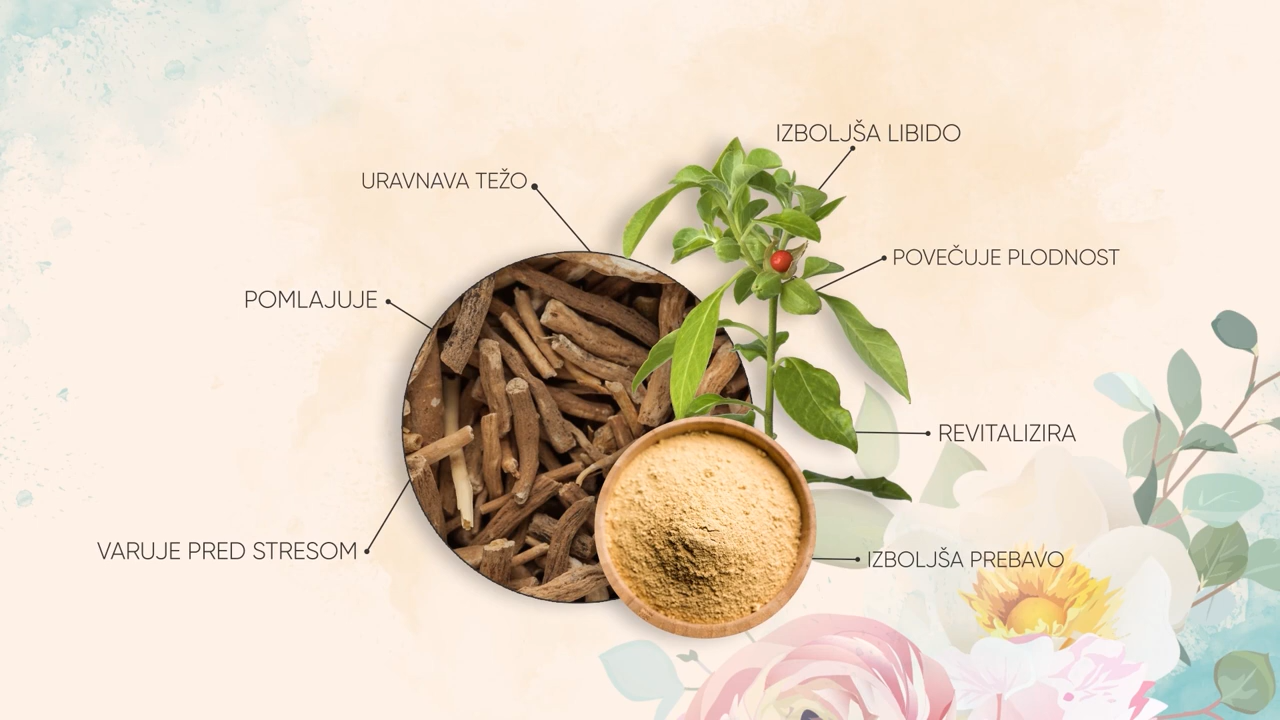 IZBOLJŠA LIBIDO
URAVNAVA TEŽO
POVEČUJE PLODNOST
POMLAJUJE
REVITALIZIRA
VARUJE PRED STRESOM
IZBOLJŠA PREBAVO